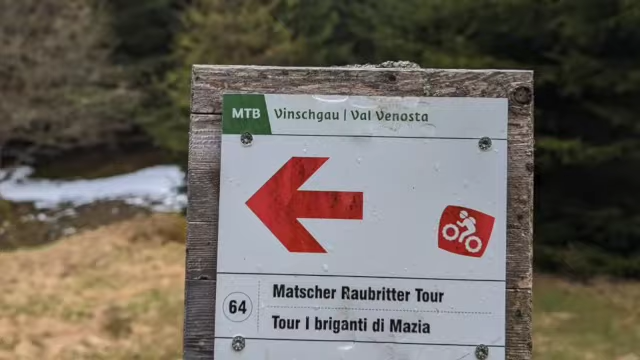 MTB Vinschgau | Val Venosta
64
Matscher Raubritter Tour
Tour I briganti di Mazia